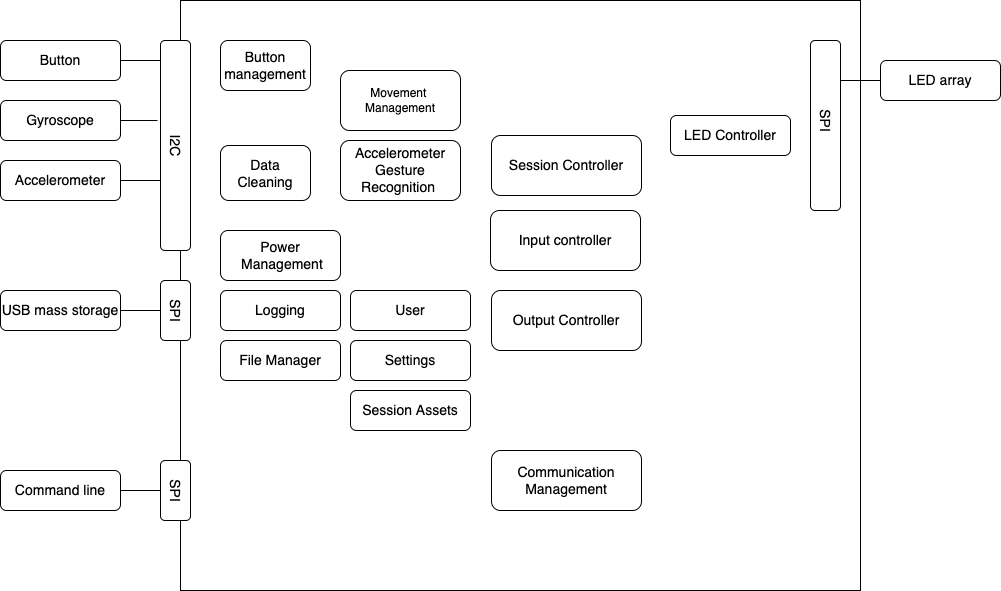 Button
Gyroscope
Accelerometer
I2C
USB mass storage
SPI
Command line
SPI
Button
management
Movement
Management
Data
Cleaning
Accelerometer
Gesture
Recognition
Power
Management
Logging
User
File Manager
Settings
Session Assets
Session Controller
Input controller
Output Controller
Communication
Management
LED Controller
SPI
LED array